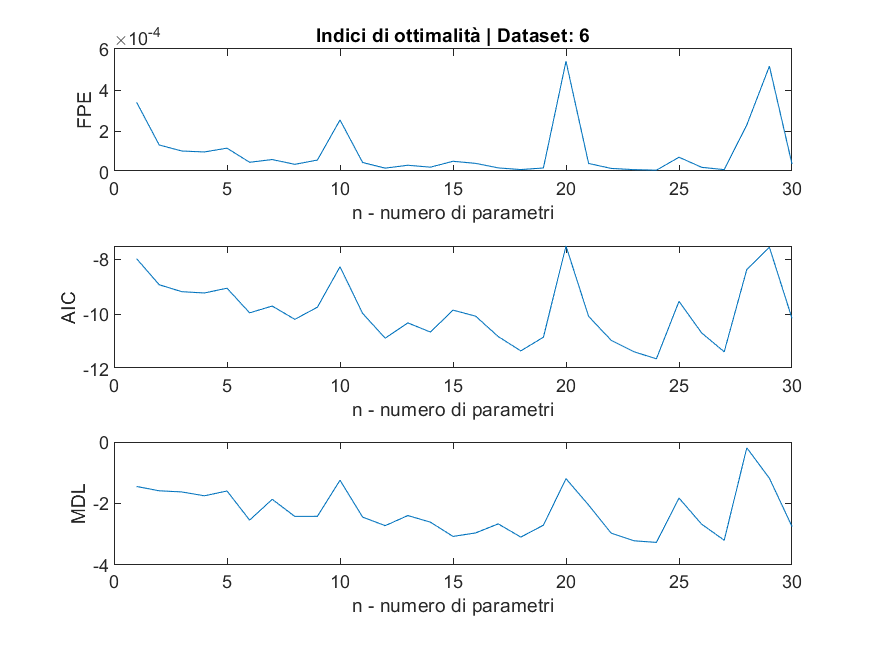 Indici di ottimalità | Dataset: 6
×10-4
6
4
2
0
FPE
0 5 10 15 20 25 30
n - numero di parametri
-8
-10
-12
AIC
0 5 10 15 20 25 30
n - numero di parametri
0
-2
-4
MDL
0 5 10 15 20 25 30
n - numero di parametri